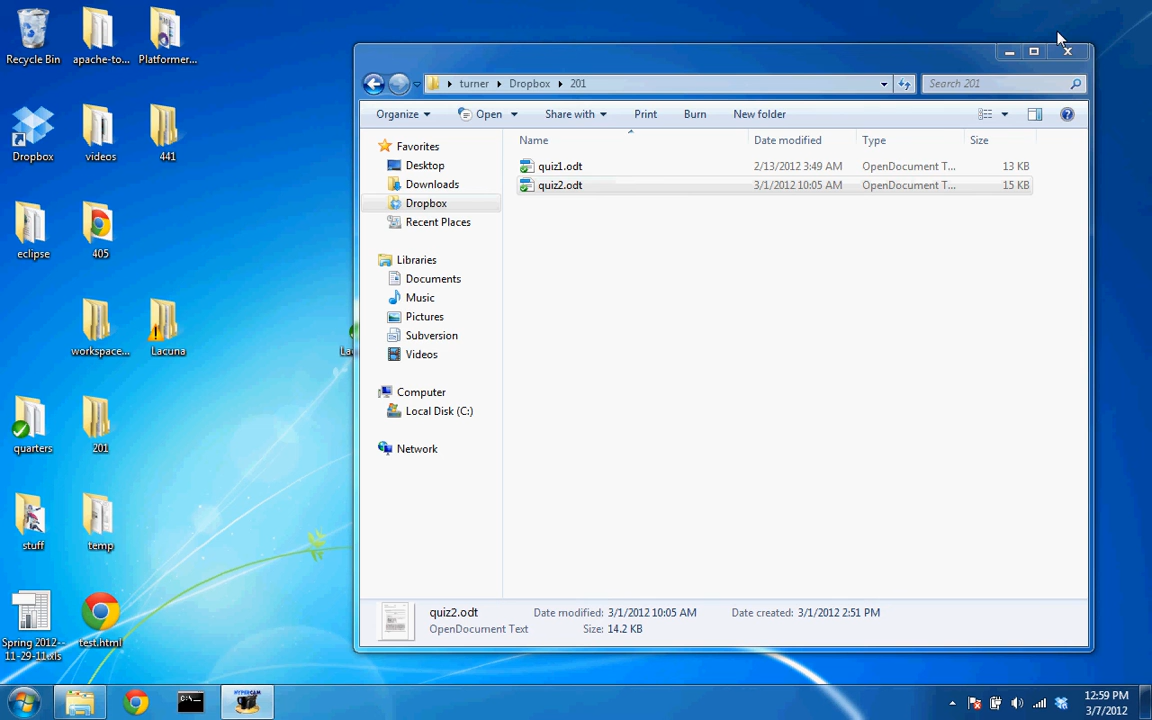 Recycle Bin
apache-to...
Platformer...
Dropbox
videos
441
eclipse
405
workspace...
Lacuna
quarters
201
stuff
temp
Spring 2012--
11-29-11.xls
test.html
turner
Dropbox
201
Search 201
Organize
Open
Share with
Print
Burn
New folder
Favorites
Desktop
Downloads
Dropbox
Recent Places
Libraries
Documents
Music
Pictures
Subversion
Videos
Computer
Local Disk (C:)
Network
Name Date modified Type Size
quiz1.odt 2/13/2012 3:49 AM OpenDocument T... 13 KB
quiz2.odt 3/1/2012 10:05 AM OpenDocument T... 15 KB
quiz2.odt Date modified: 3/1/2012 10:05 AM Date created: 3/1/2012 2:51 PM
OpenDocument Text Size: 14.2 KB
C:\
HYPERCAM
12:59 PM
3/7/2012